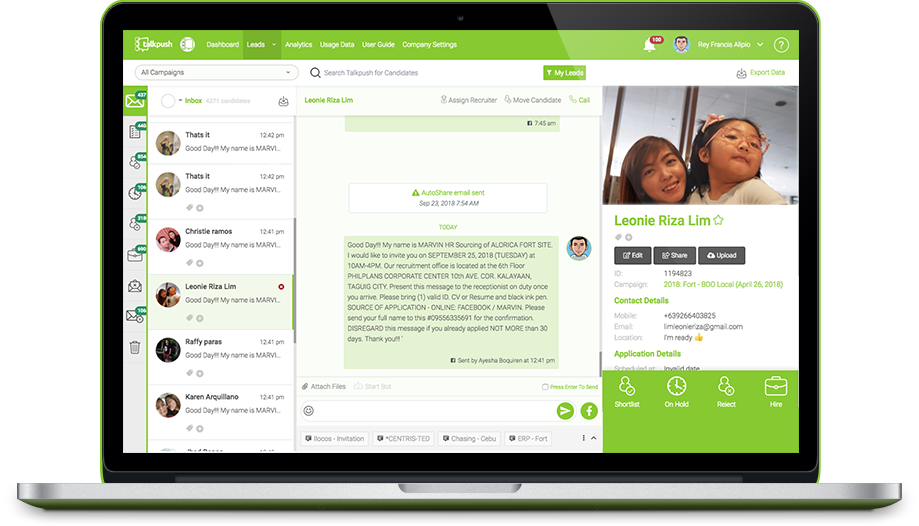 talkpush
Dashboard
Leads
Analytics
Usage Data
User Guide
Company Settings
100
Rey Francis Alipio
?
All Campaigns
Search Talkpush for Candidates
My Leads
Export Data
437
Inbox 4271 candidates
Leonie Riza Lim
Assign Recruiter
Move Candidate
Call
Thats it 12:42 pm
Good Day!!! My name is MARVI...
Thats it 12:42 pm
Good Day!!! My name is MARVI...
Christie ramos 12:41 pm
Good Day!!! My name is MARVI...
Leonie Riza Lim
Good Day!!! My name is MARVI...
Raffy paras 12:41 pm
Good Day!!! My name is MARVI...
Karen Arquillano 12:41 pm
Good Day!!! My name is MARVI...
7:45 am
AutoShare email sent
Sep 23, 2018 7:54 AM
TODAY
Good Day!!! My name is MARVIN HR Sourcing of ALORICA FORT SITE.
I would like to invite you on SEPTEMBER 25, 2018 (TUESDAY) at
10AM-4PM. Our recruitment office is located at the 6th Floor
PHILPLANS CORPORATE CENTER 10th AVE. COR. KALAYAAN,
TAGUIG CITY. Present this message to the receptionist on duty once
you arrive. Please bring (1) valid ID. CV or Resume and black ink pen.
SOURCE OF APPLICATION - ONLINE: FACEBOOK / MARVIN. Please
send your full name to this #09556335691 for the confirmation.
DISREGARD this message if you already applied NOT MORE than 30
days. Thank you!!! '
Sent by Ayesha Boquiren at 12:41 pm
Attach Files
Start Bot
Press Enter To Send
Ilocos - Invitation
*CENTRIS-TED
Chasing - Cebu
ERP - Fort
Leonie Riza Lim
Edit
Share
Upload
ID: 1194823
Campaign: 2018: Fort - BDO Local (April 26, 2018)
Contact Details
Mobile: +639266403825
Email: limleonieriza@gmail.com
Location: I'm ready 👍
Application Details
Scheduled at Invalid date
Shortlist
On Hold
Reject
Hire